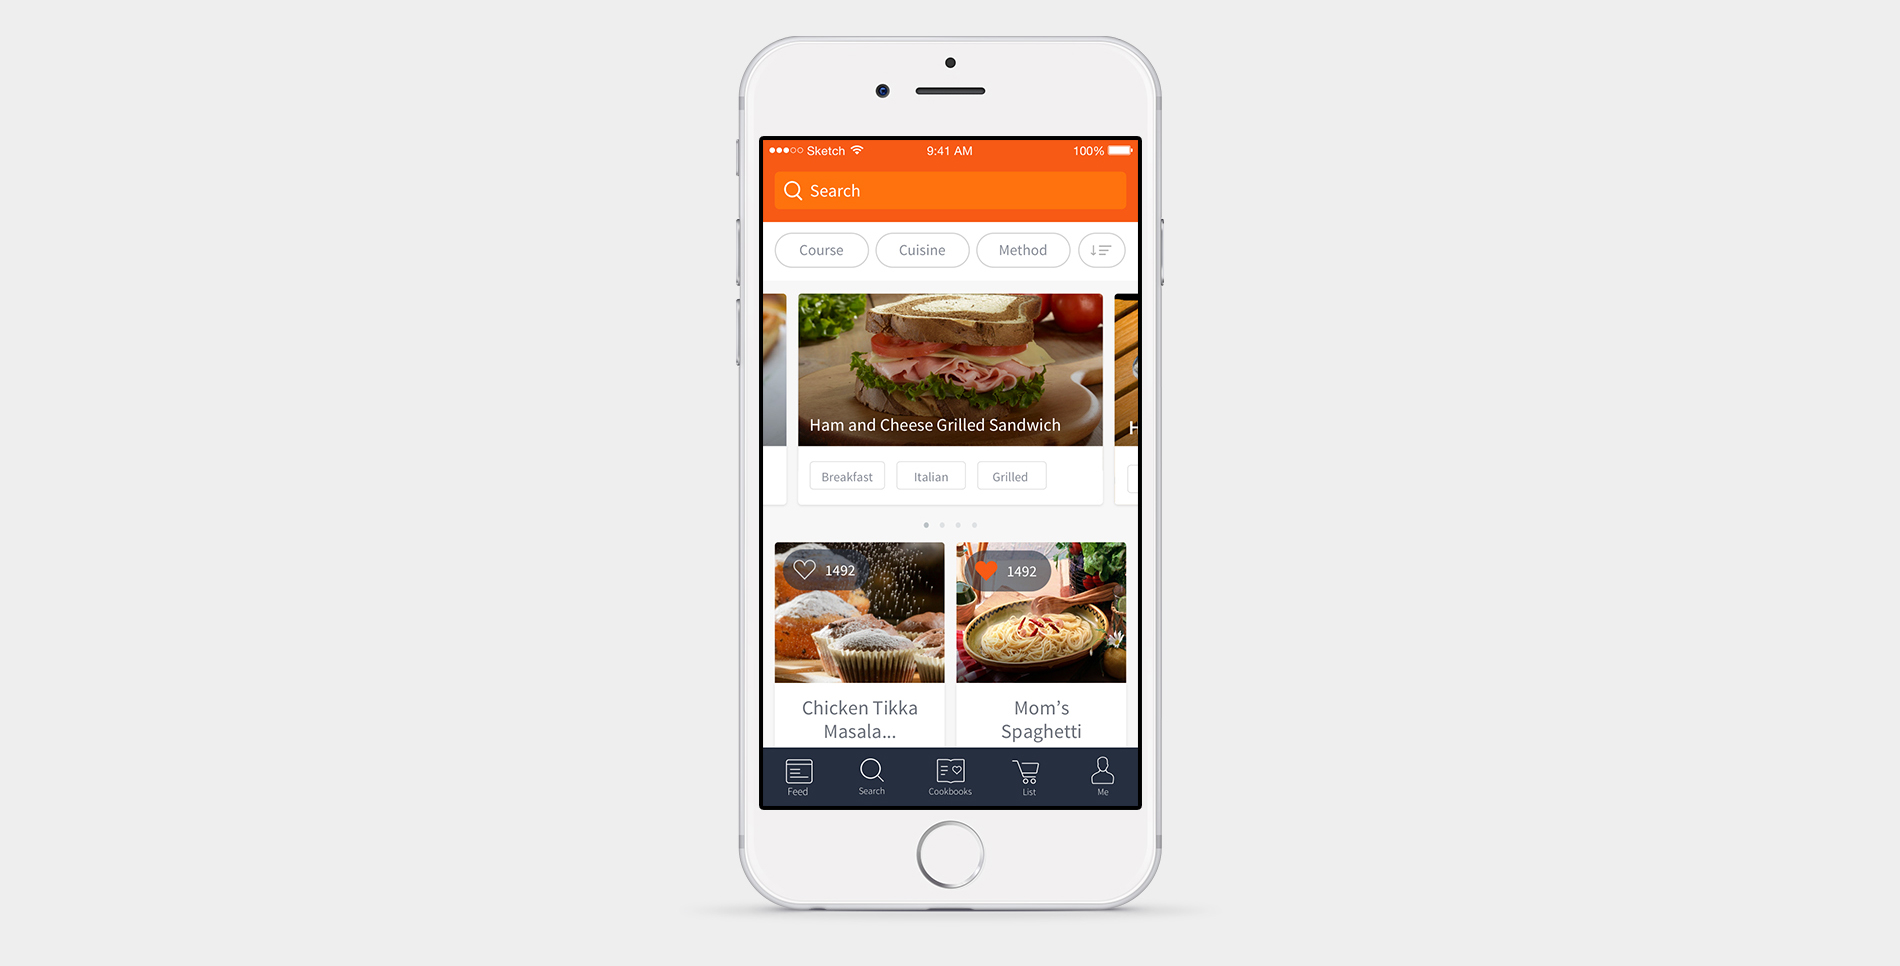 Sketch 9:41 AM 100%
Search
Course Cuisine Method
Ham and Cheese Grilled Sandwich
H
Breakfast Italian Grilled
1492 1492
Chicken Tikka
Masala...
Mom’s
Spaghetti
Feed Search Cookbooks List Me